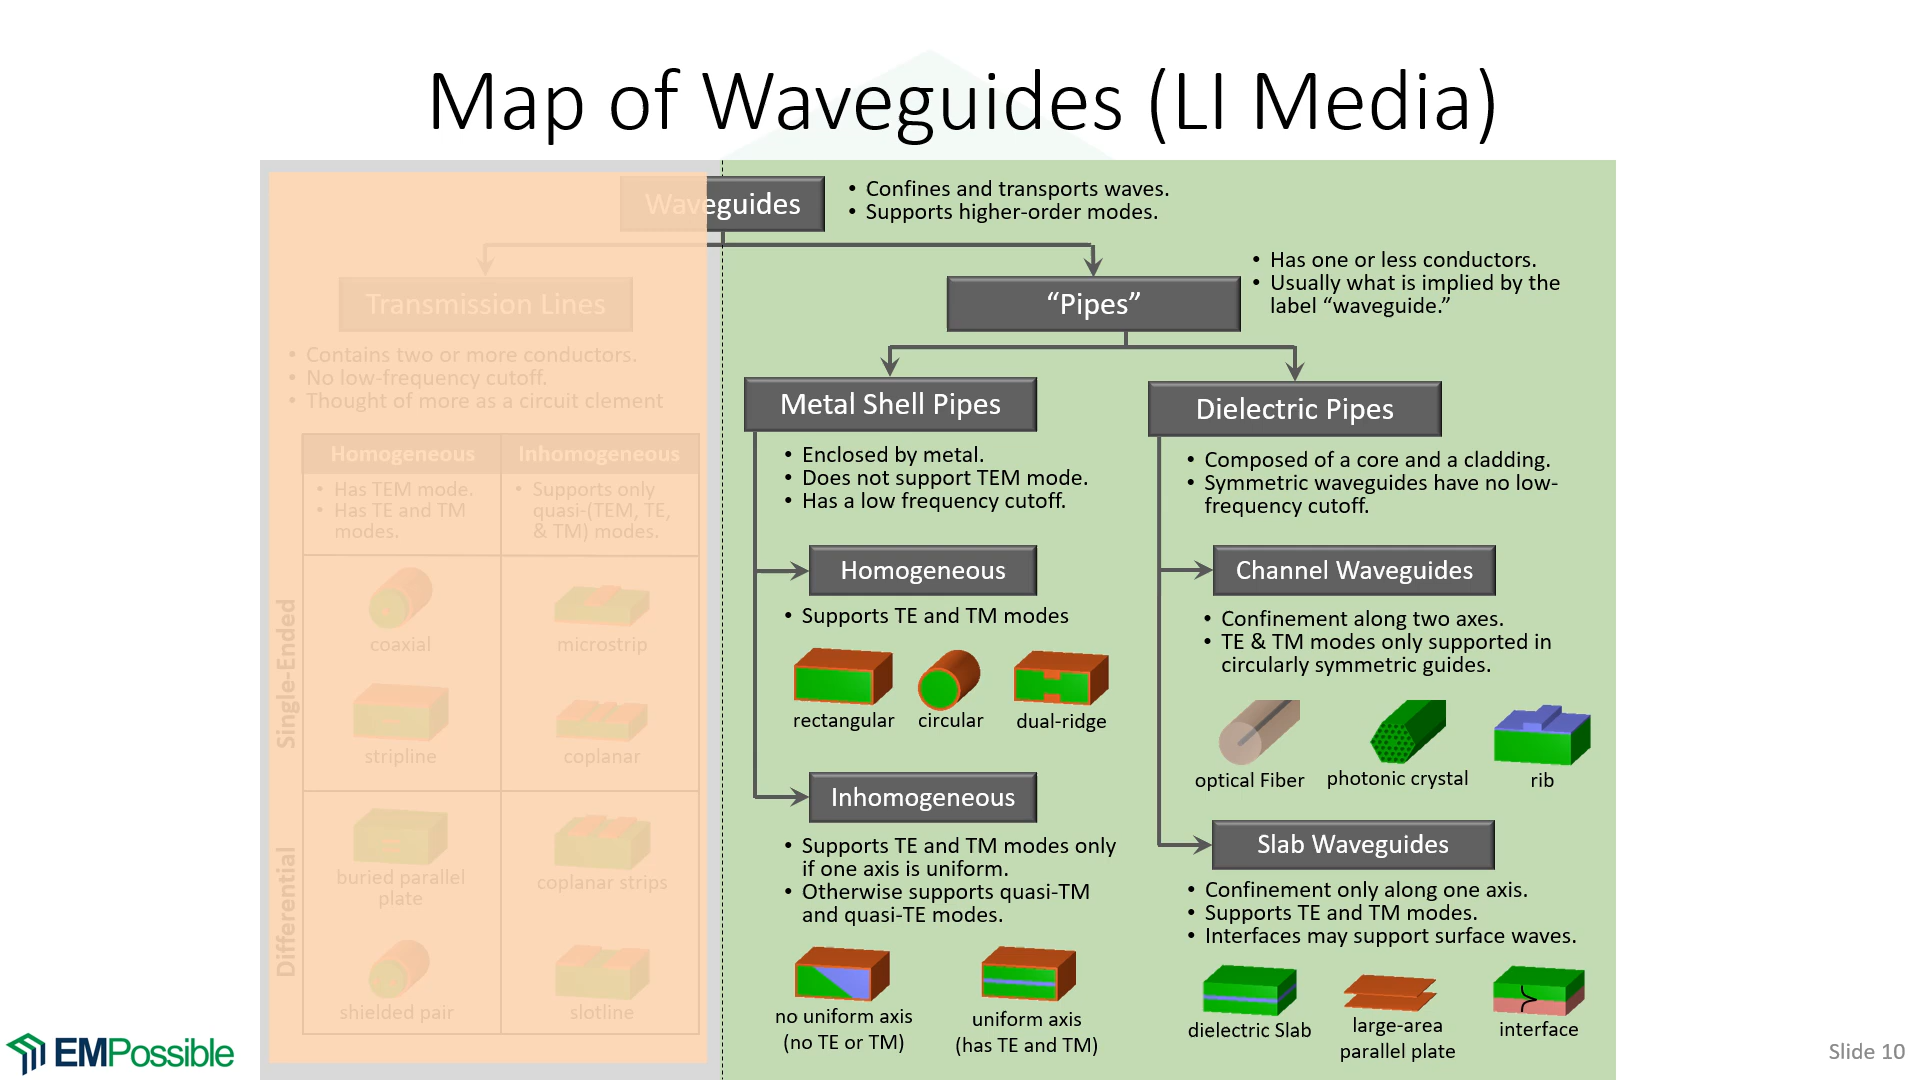 Map of Waveguides (LI Media)
Waveguides
• Confines and transports waves.
• Supports higher-order modes.
Transmission Lines
• Contains two or more conductors.
• No low-frequency cutoff.
• Thought of more as a circuit clement
Homogeneous
Inhomogeneous
• Has TEM mode.
• Has TE and TM
modes.
• Supports only
quasi-(TEM, TE,
& TM) modes.
Single-Ended
coaxial
microstrip
stripline
coplanar
Differential
buried parallel
plate
coplanar strips
shielded pair
slotline
“Pipes”
• Has one or less conductors.
• Usually what is implied by the
label “waveguide.”
Metal Shell Pipes
• Enclosed by metal.
• Does not support TEM mode.
• Has a low frequency cutoff.
Homogeneous
• Supports TE and TM modes
rectangular
circular
dual-ridge
Inhomogeneous
• Supports TE and TM modes only
if one axis is uniform.
• Otherwise supports quasi-TM
and quasi-TE modes.
no uniform axis
(no TE or TM)
uniform axis
(has TE and TM)
Dielectric Pipes
• Composed of a core and a cladding.
• Symmetric waveguides have no low-
frequency cutoff.
Channel Waveguides
• Confinement along two axes.
• TE & TM modes only supported in
circularly symmetric guides.
optical Fiber
photonic crystal
rib
Slab Waveguides
• Confinement only along one axis.
• Supports TE and TM modes.
• Interfaces may support surface waves.
dielectric Slab
large-area
parallel plate
interface
EMPossible
Slide 10